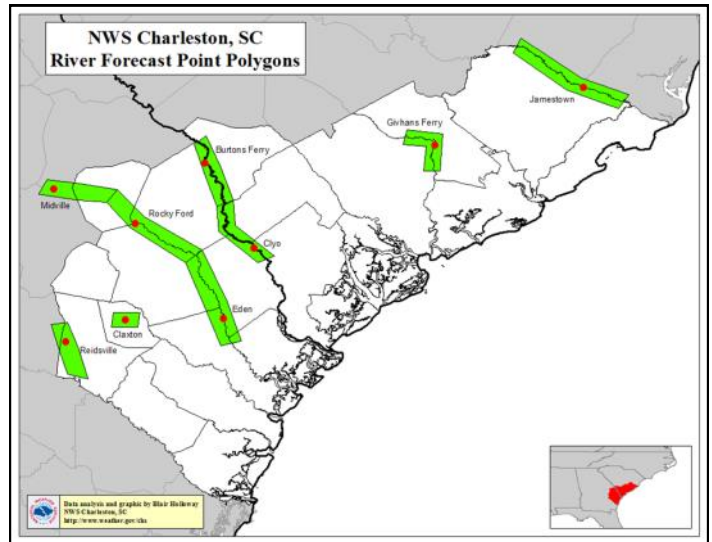 NWS Charleston, SC
River Forecast Point Polygons
Jamestown
Givhans Ferry
Burtons Ferry
Midville
Rocky Ford
Clyo
Eden
Claxton
Reidsville
Data analysis and graphic by Blair Holloway
NWS Charleston, SC
http://www.weather.gov/chs